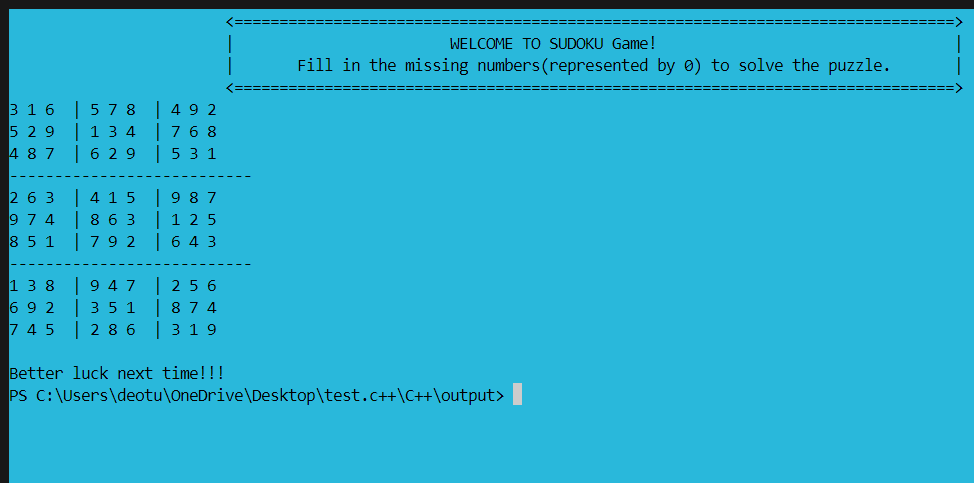 <================================================================================>
| WELCOME TO SUDOKU Game! |
| Fill in the missing numbers(represented by 0) to solve the puzzle. |
<================================================================================>
3 1 6 | 5 7 8 | 4 9 2
5 2 9 | 1 3 4 | 7 6 8
4 8 7 | 6 2 9 | 5 3 1
---------------------------
2 6 3 | 4 1 5 | 9 8 7
9 7 4 | 8 6 3 | 1 2 5
8 5 1 | 7 9 2 | 6 4 3
---------------------------
1 3 8 | 9 4 7 | 2 5 6
6 9 2 | 3 5 1 | 8 7 4
7 4 5 | 2 8 6 | 3 1 9
Better luck next time!!!
PS C:\Users\deotu\OneDrive\Desktop\test.c++\C++\output>